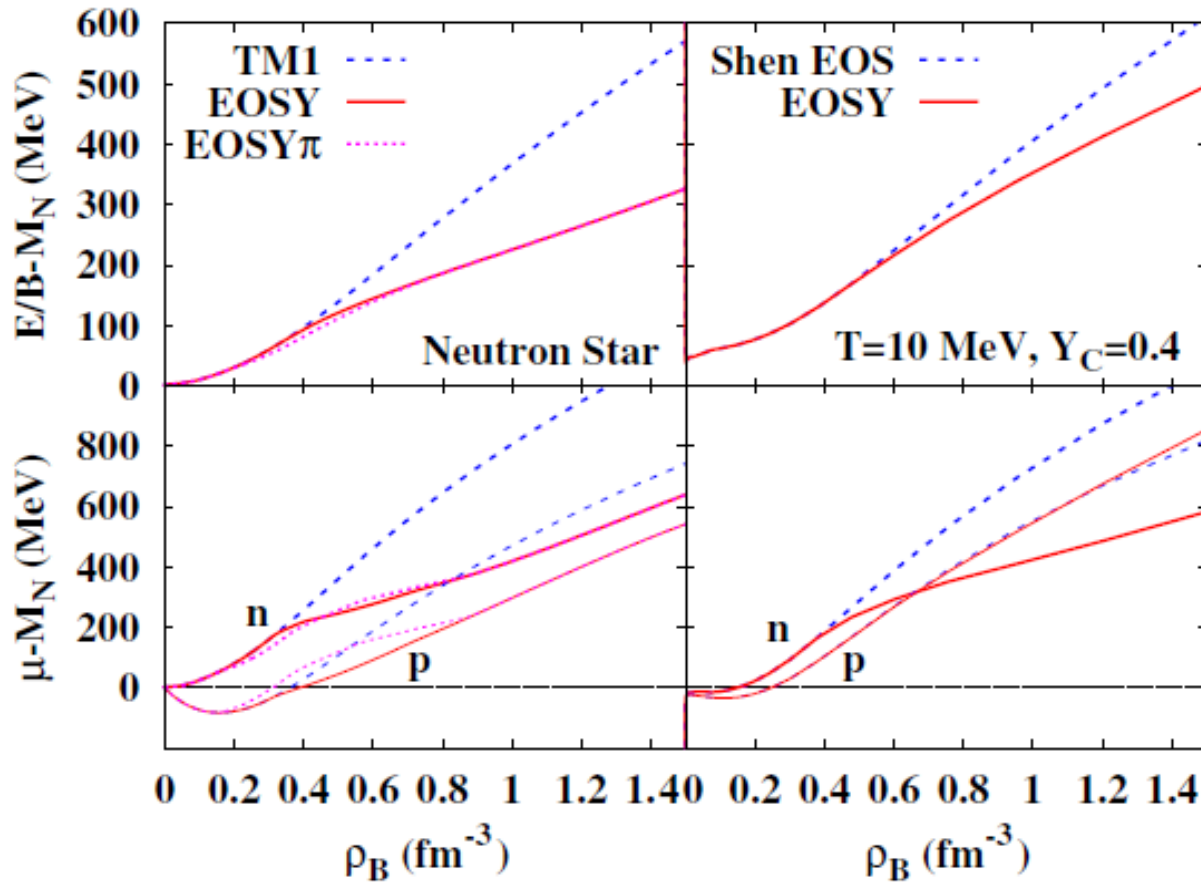 E/B-M_N (MeV)
600
500
400
300
200
100
0
TM1
EOSY
EOSYπ
Neutron Star
Shen EOS
EOSY
T=10 MeV, Y_C=0.4
μ-M_N (MeV)
800
600
400
200
0
n
p
n
p
0 0.2 0.4 0.6 0.8 1 1.2 1.4
0 0.2 0.4 0.6 0.8 1 1.2 1.4
ρ_B (fm^-3)
ρ_B (fm^-3)